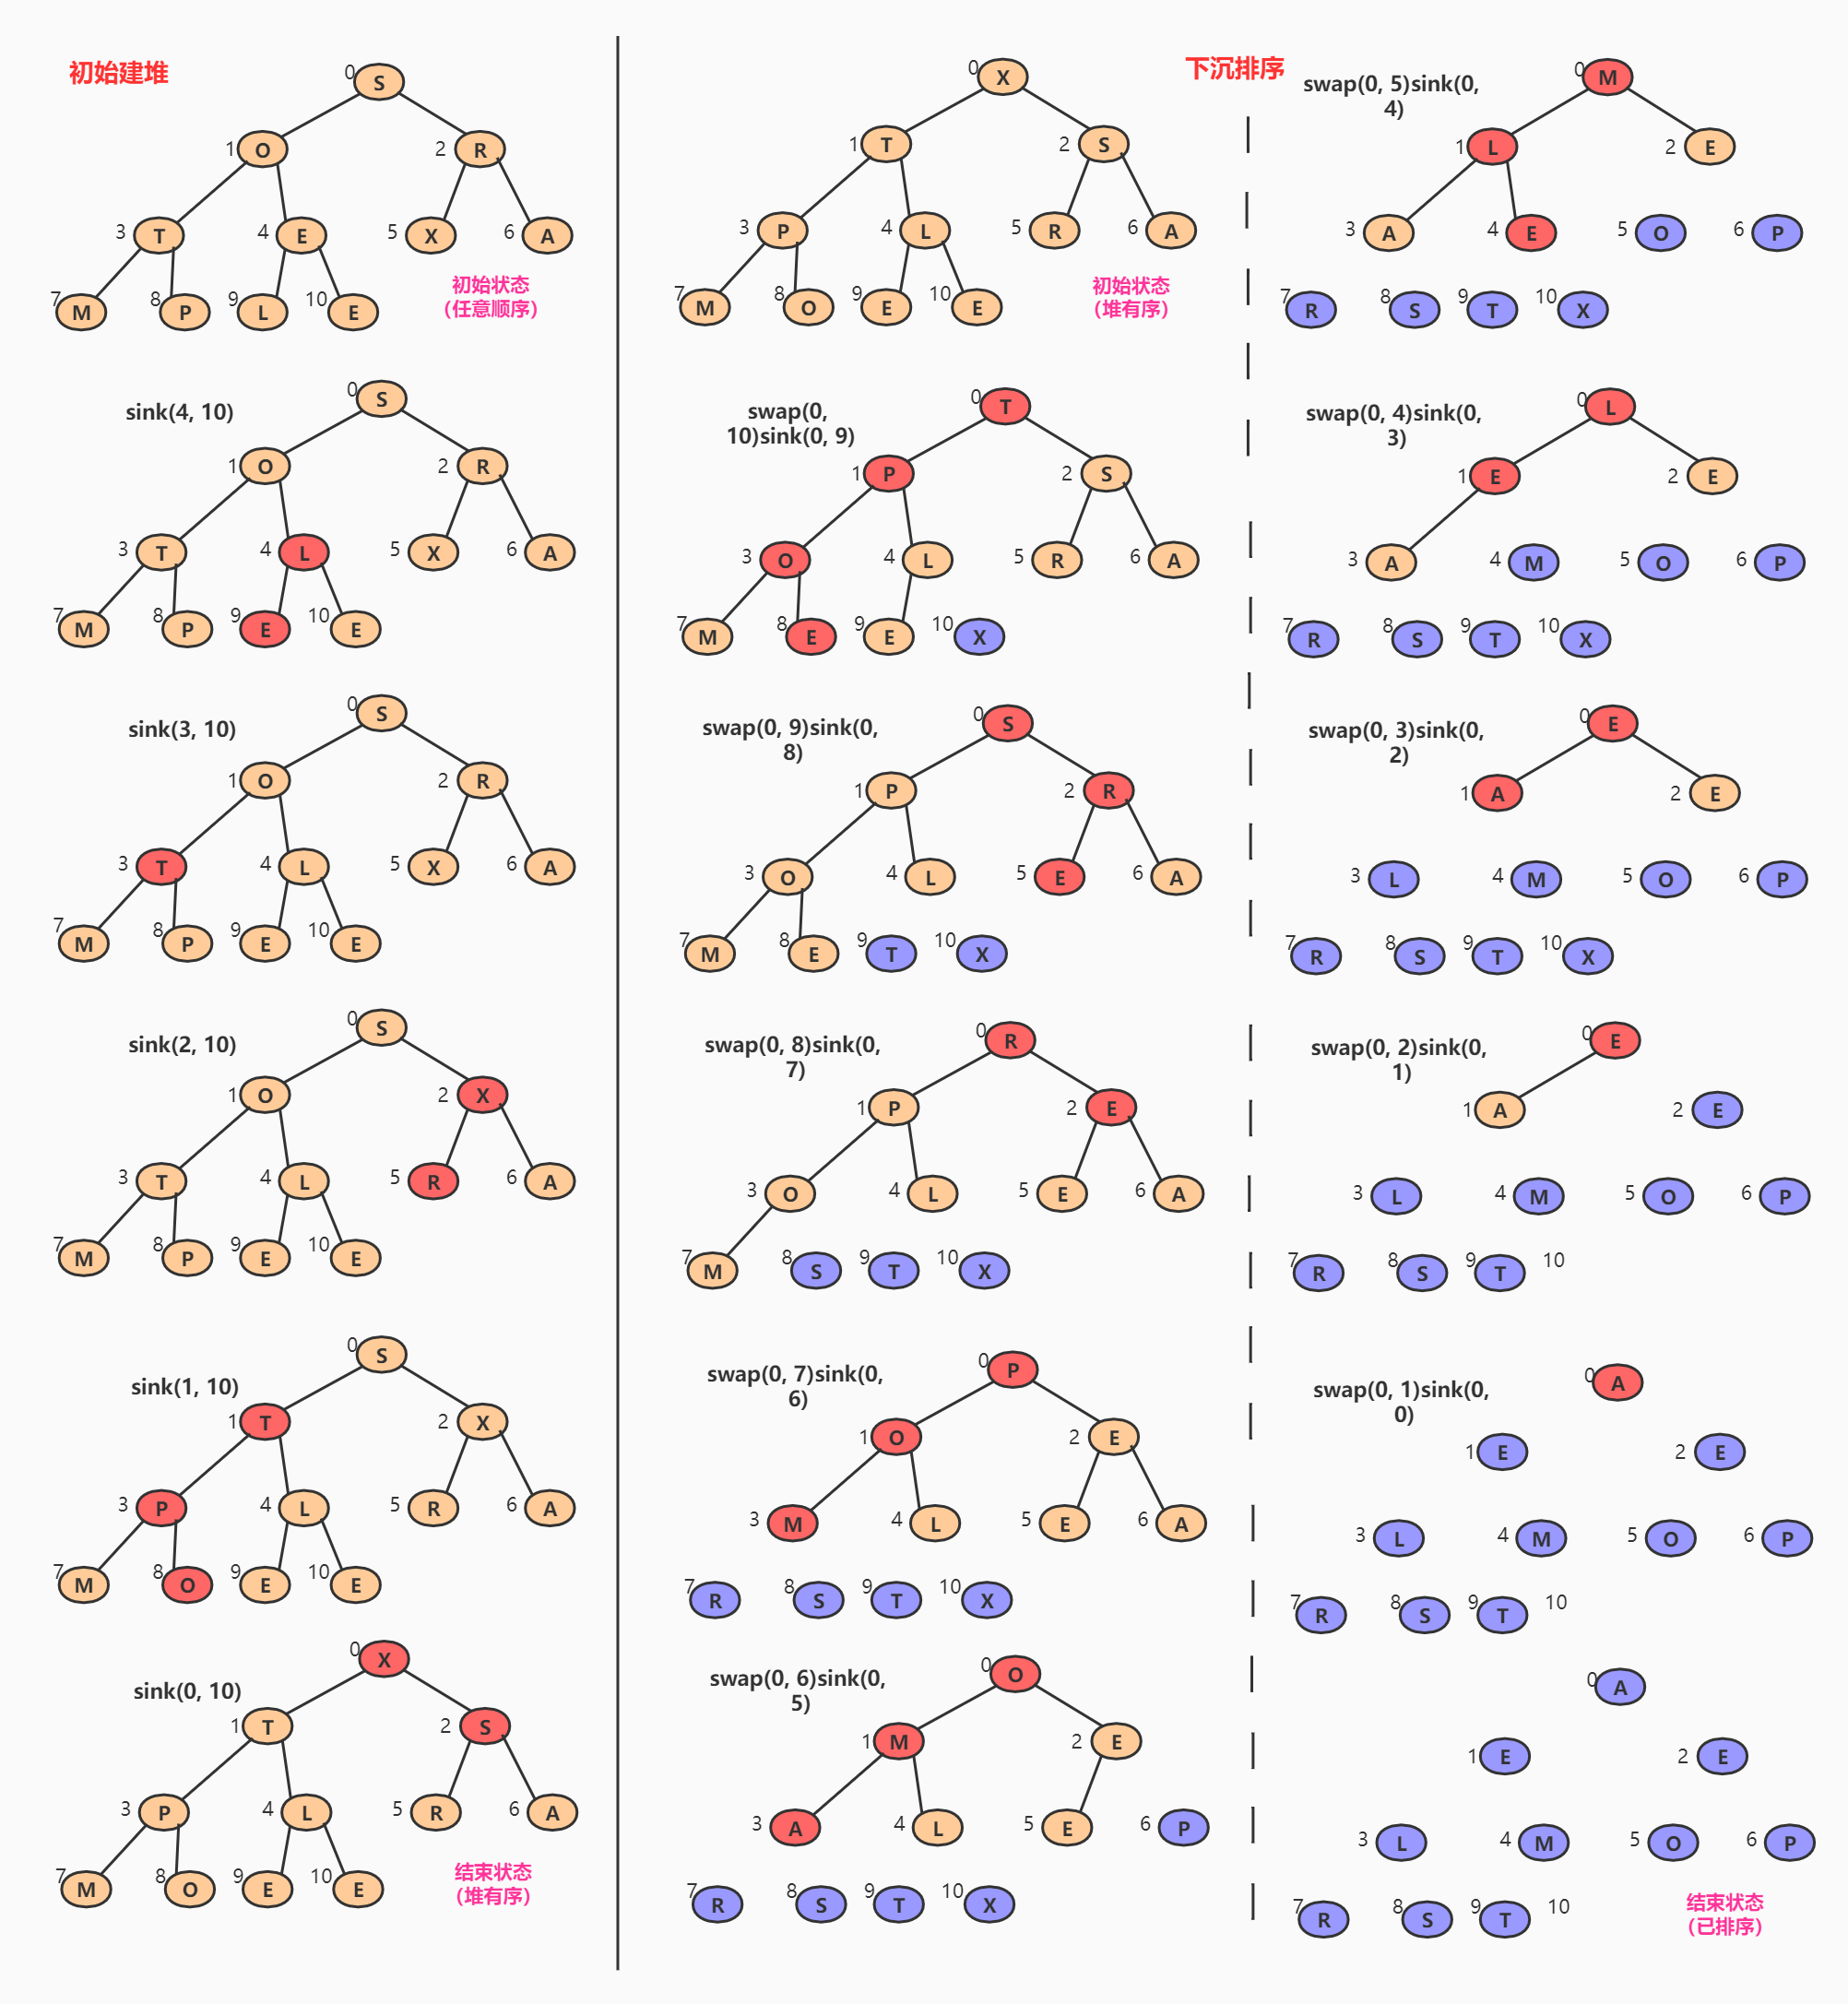 初始建堆
0 S
1 O 2 R
3 T 4 E 5 X 6 A
7 M 8 P 9 L 10 E
初始状态
(任意顺序)
sink(4, 10)
0 S
1 O 2 R
3 T 4 L 5 X 6 A
7 M 8 P 9 E 10 E
sink(3, 10)
0 S
1 O 2 R
3 T 4 L 5 X 6 A
7 M 8 P 9 E 10 E
sink(2, 10)
0 S
1 O 2 X
3 T 4 L 5 R 6 A
7 M 8 P 9 E 10 E
sink(1, 10)
0 S
1 T 2 X
3 P 4 L 5 R 6 A
7 M 8 O 9 E 10 E
sink(0, 10)
0 X
1 T 2 S
3 P 4 L 5 R 6 A
7 M 8 O 9 E 10 E
结束状态
(堆有序)
下沉排序
0 X
1 T 2 S
3 P 4 L 5 R 6 A
7 M 8 O 9 E 10 E
初始状态
(堆有序)
swap(0,
10)sink(0, 9)
0 T
1 P 2 S
3 O 4 L 5 R 6 A
7 M 8 E 9 E 10 X
swap(0, 9)sink(0,
8)
0 S
1 P 2 R
3 O 4 L 5 E 6 A
7 M 8 E 9 T 10 X
swap(0, 8)sink(0,
7)
0 R
1 P 2 E
3 O 4 L 5 E 6 A
7 M 8 S 9 T 10 X
swap(0, 7)sink(0,
6)
0 P
1 O 2 E
3 M 4 L 5 E 6 A
7 R 8 S 9 T 10 X
swap(0, 6)sink(0,
5)
0 O
1 M 2 E
3 A 4 L 5 E 6 P
7 R 8 S 9 T 10 X
swap(0, 5)sink(0,
4)
0 M
1 L 2 E
3 A 4 E 5 O 6 P
7 R 8 S 9 T 10 X
swap(0, 4)sink(0,
3)
0 L
1 E 2 E
3 A 4 M 5 O 6 P
7 R 8 S 9 T 10 X
swap(0, 3)sink(0,
2)
0 E
1 A 2 E
3 L 4 M 5 O 6 P
7 R 8 S 9 T 10 X
swap(0, 2)sink(0,
1)
0 E
1 A 2 E
3 L 4 M 5 O 6 P
7 R 8 S 9 T 10
swap(0, 1)sink(0,
0)
0 A
1 E 2 E
3 L 4 M 5 O 6 P
7 R 8 S 9 T 10
0 A
1 E 2 E
3 L 4 M 5 O 6 P
7 R 8 S 9 T 10
结束状态
(已排序)